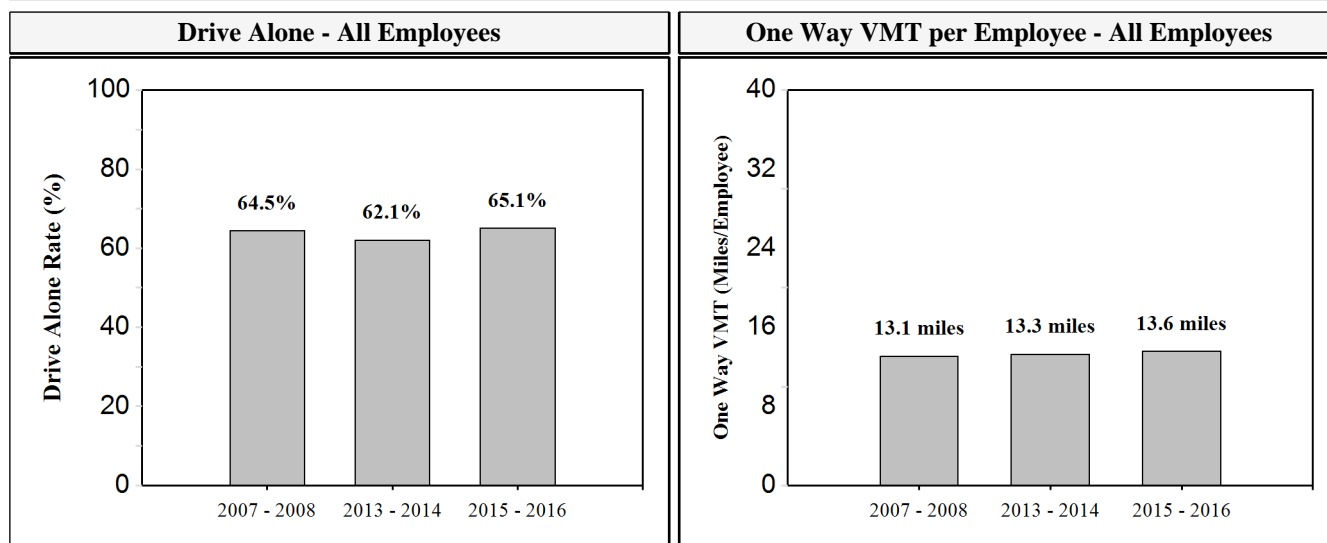 Drive Alone - All Employees
One Way VMT per Employee - All Employees
Drive Alone Rate (%)
100
80
60
40
20
0
64.5%
62.1%
65.1%
2007 - 2008
2013 - 2014
2015 - 2016
One Way VMT (Miles/Employee)
40
32
24
16
8
0
13.1 miles
13.3 miles
13.6 miles
2007 - 2008
2013 - 2014
2015 - 2016